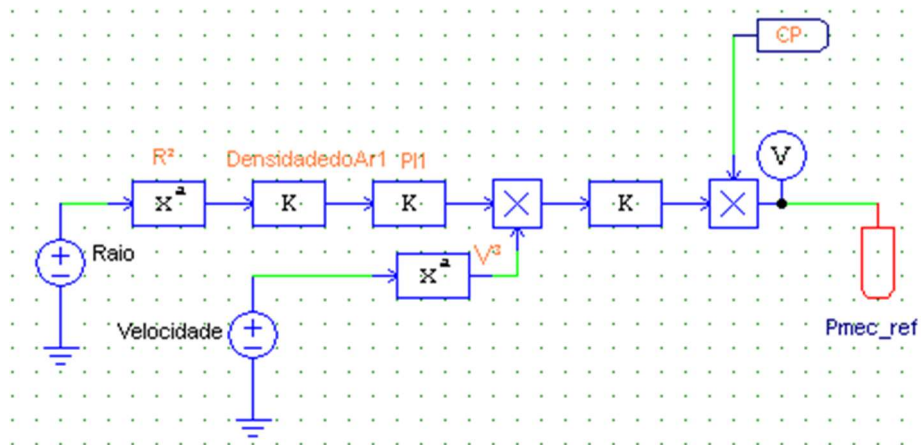 CP
V
R²
DensidadedoAr1
PI1
x^a
K
K
K
Raio
x^a
V³
Velocidade
Pmec_ref